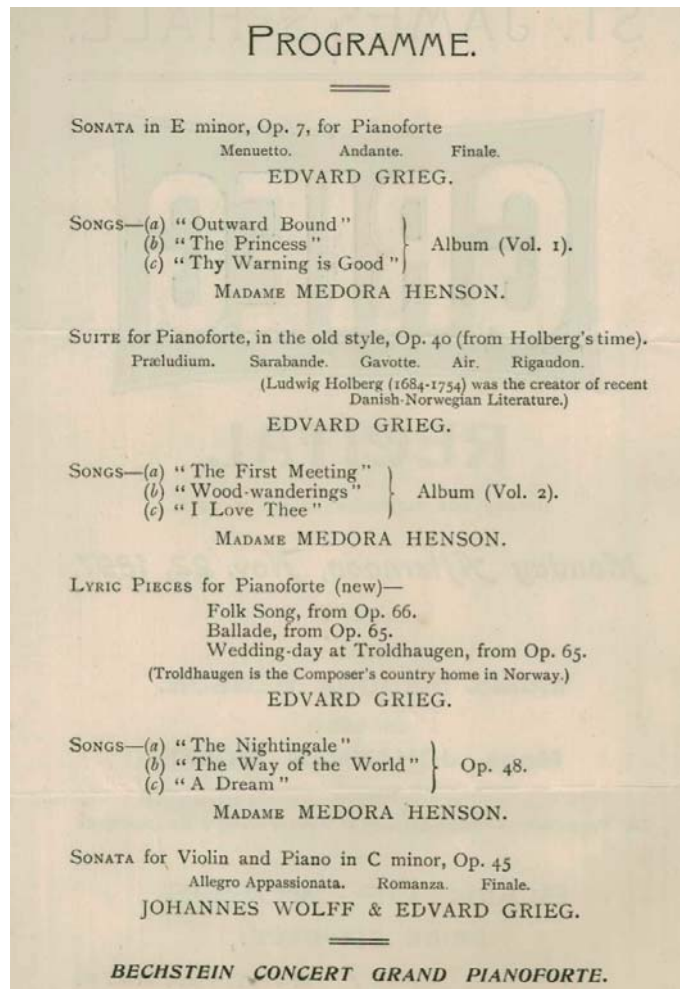 PROGRAMME.
SONATA in E minor, Op. 7, for Pianoforte
Menuetto. Andante. Finale.
EDVARD GRIEG.
SONGS—(a) “Outward Bound”
(b) “The Princess” Album (Vol. 1).
(c) “Thy Warning is Good”
MADAME MEDORA HENSON.
SUITE for Pianoforte, in the old style, Op. 40 (from Holberg's time).
Præludium. Sarabande. Gavotte. Air. Rigaudon.
(Ludwig Holberg (1684-1754) was the creator of recent
Danish-Norwegian Literature.)
EDVARD GRIEG.
SONGS—(a) “The First Meeting”
(b) “Wood-wanderings” Album (Vol. 2).
(c) “I Love Thee”
MADAME MEDORA HENSON.
LYRIC PIECES for Pianoforte (new)—
Folk Song, from Op. 66.
Ballade, from Op. 65.
Wedding-day at Troldhaugen, from Op. 65.
(Troldhaugen is the Composer's country home in Norway.)
EDVARD GRIEG.
SONGS—(a) “The Nightingale”
(b) “The Way of the World” Op. 48.
(c) “A Dream”
MADAME MEDORA HENSON.
SONATA for Violin and Piano in C minor, Op. 45
Allegro Appassionata. Romanza. Finale.
JOHANNES WOLFF & EDVARD GRIEG.
BECHSTEIN CONCERT GRAND PIANOFORTE.